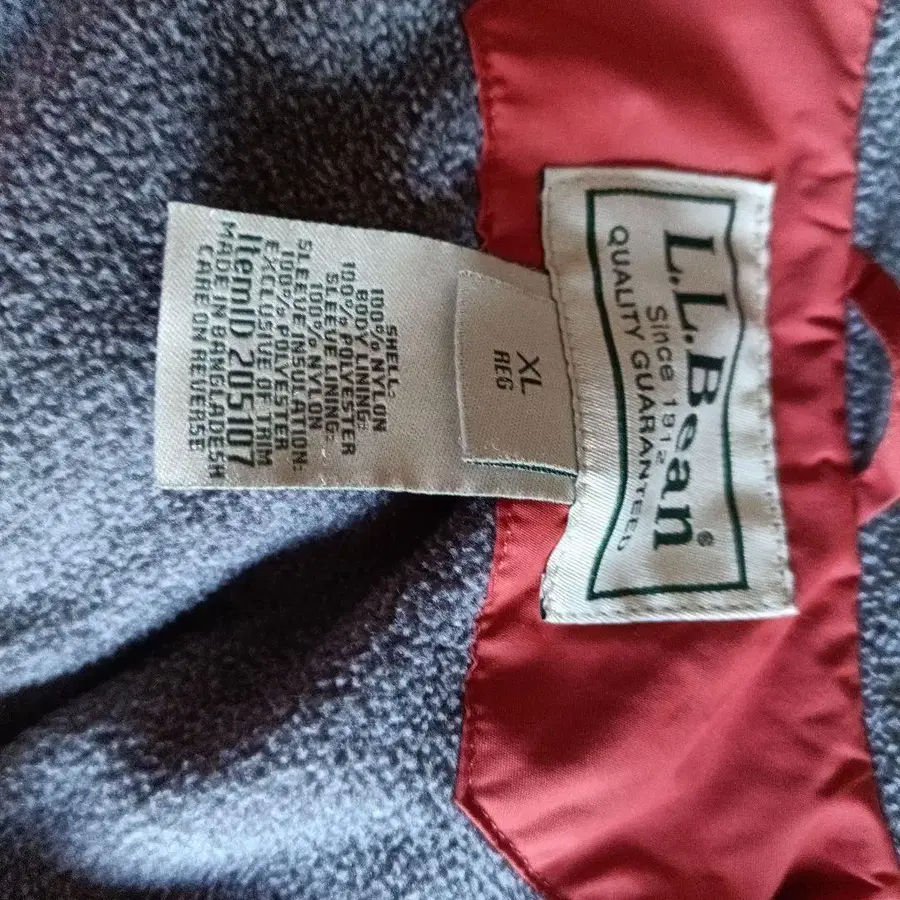 L.L.Bean®
Since 1912
QUALITY GUARANTEED
XL
REG
SHELL:
100% NYLON
BODY LINING:
100% POLYESTER
SLEEVE LINING:
100% NYLON
SLEEVE INSULATION:
100% POLYESTER
EXCLUSIVE OF TRIM
ItemID 205107
MADE IN BANGLADESH
CARE ON REVERSE